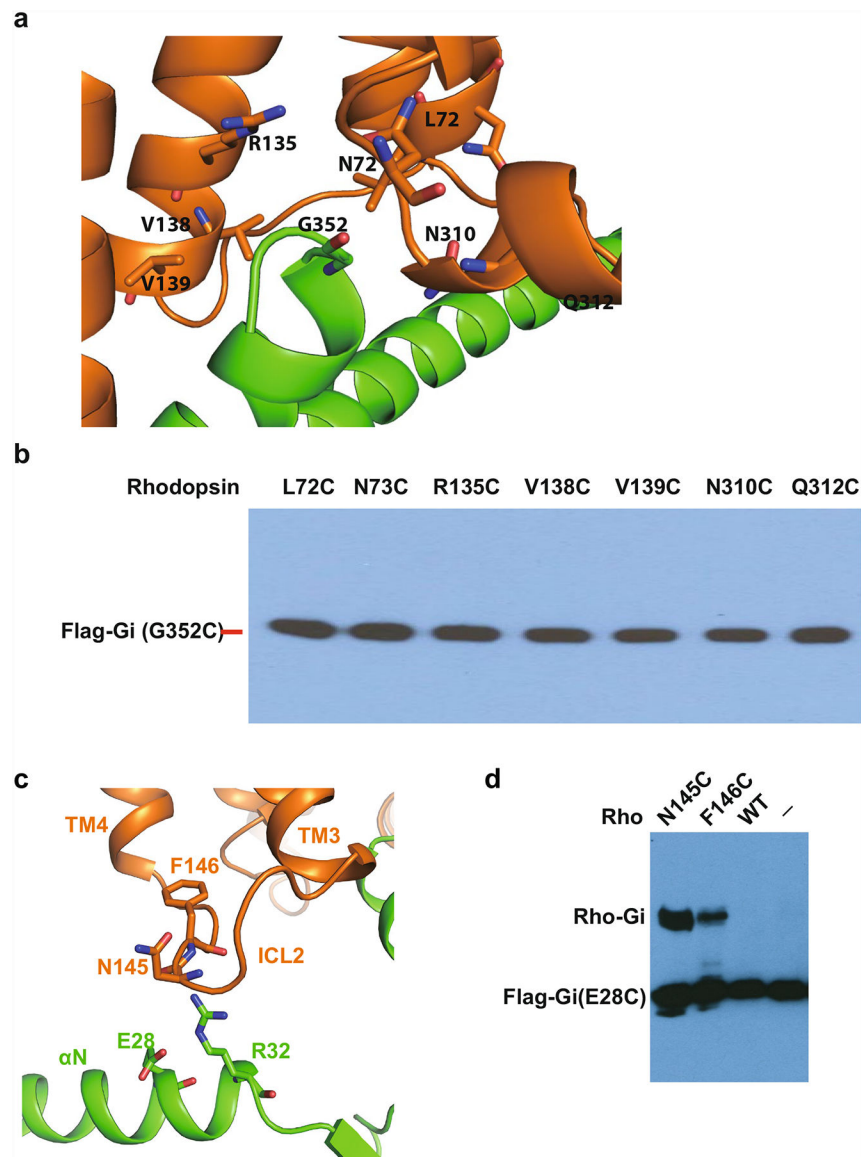 a
L72
R135
N72
V138
G352
N310
V139
Q312
b
Rhodopsin L72C N73C R135C V138C V139C N310C Q312C
Flag-Gi (G352C)
c
TM4
TM3
F146
N145
ICL2
E28
αN
R32
d
Rho N145C F146C WT –
Rho-Gi
Flag-Gi(E28C)